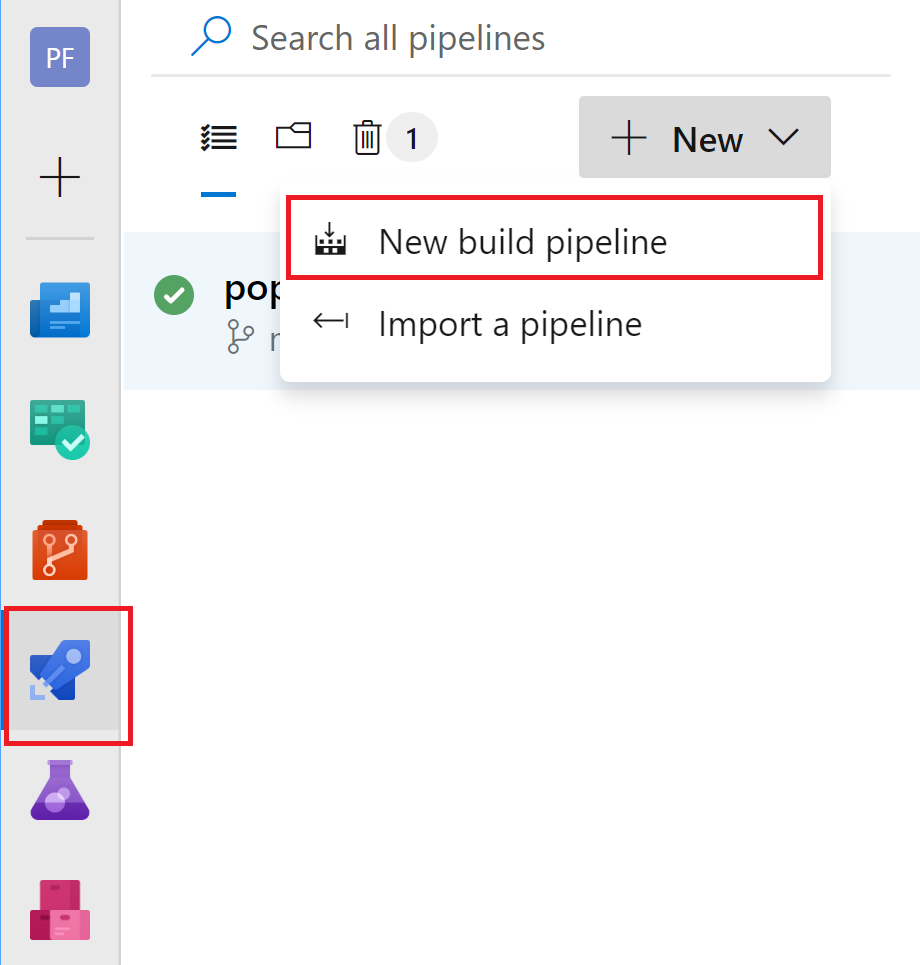 PF
Search all pipelines
1
New
New build pipeline
Import a pipeline